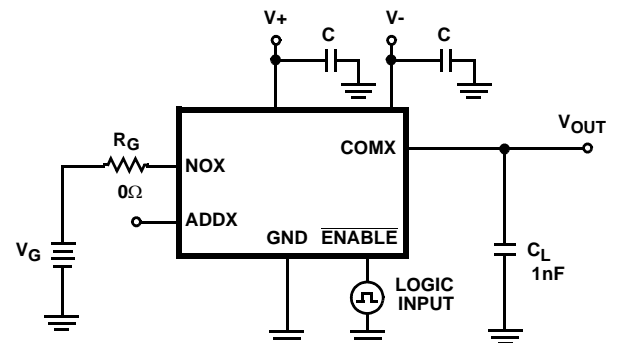 V+
V-
C
C
RG
0Ω
NOX
COMX
VOUT
ADDX
VG
GND
ENABLE
LOGIC
INPUT
CL
1nF